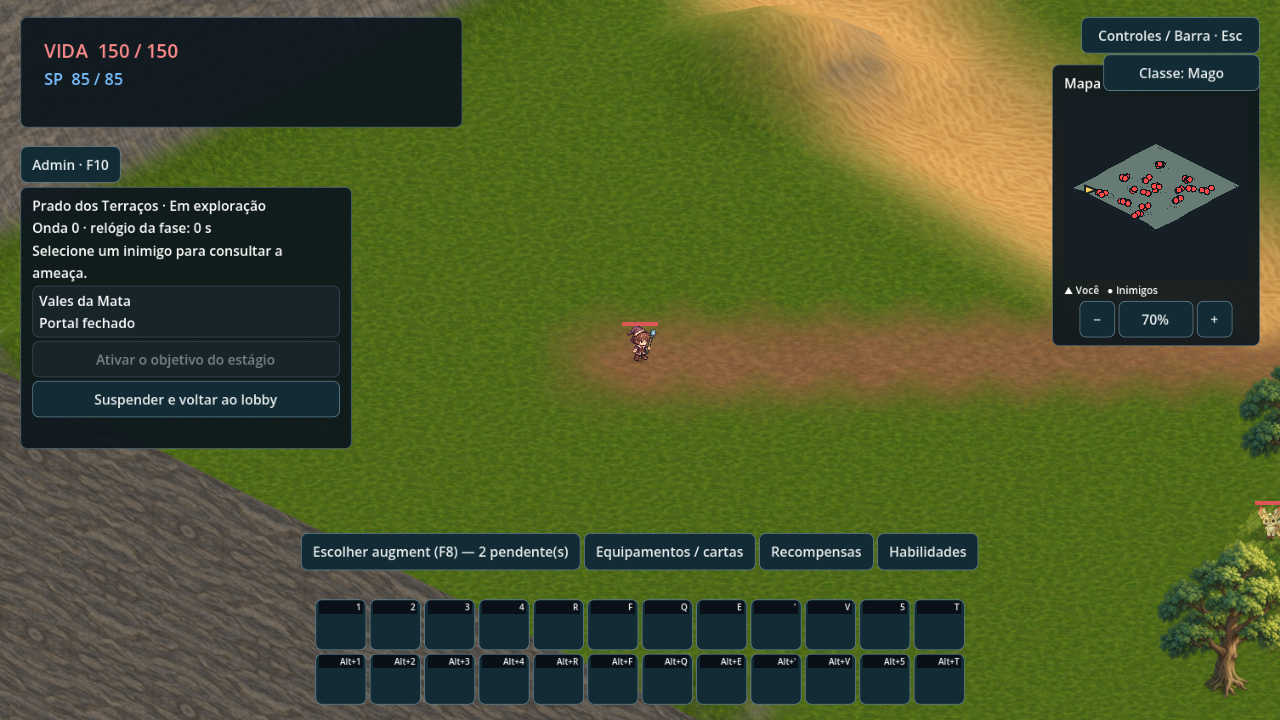 VIDA 150 / 150
SP 85 / 85
Controles / Barra · Esc
Classe: Mago
Mapa
Admin · F10
Prado dos Terraços · Em exploração
Onda 0 · relógio da fase: 0 s
Selecione um inimigo para consultar a
ameaça.
Vales da Mata
Portal fechado
Ativar o objetivo do estágio
Suspender e voltar ao lobby
▲ Você ● Inimigos
− 70% +
Escolher augment (F8) — 2 pendente(s) Equipamentos / cartas Recompensas Habilidades
1 2 3 4 R F Q E ' V 5 T
Alt+1 Alt+2 Alt+3 Alt+4 Alt+R Alt+F Alt+Q Alt+E Alt+' Alt+V Alt+5 Alt+T